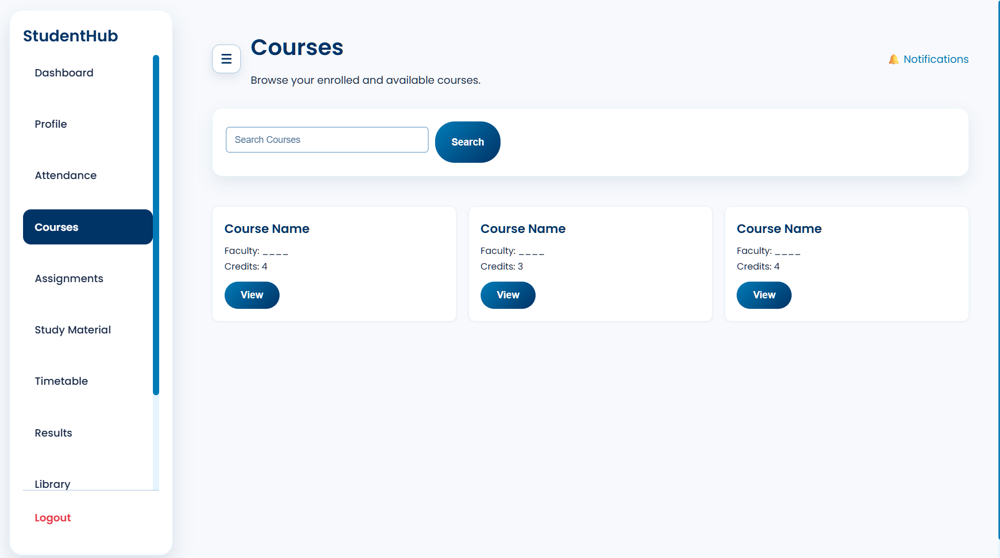 StudentHub
Dashboard
Profile
Attendance
Courses
Assignments
Study Material
Timetable
Results
Library
Logout
☰
Courses
Browse your enrolled and available courses.
🔔 Notifications
Search Courses
Search
Course Name
Faculty: ____
Credits: 4
View
Course Name
Faculty: ____
Credits: 3
View
Course Name
Faculty: ____
Credits: 4
View